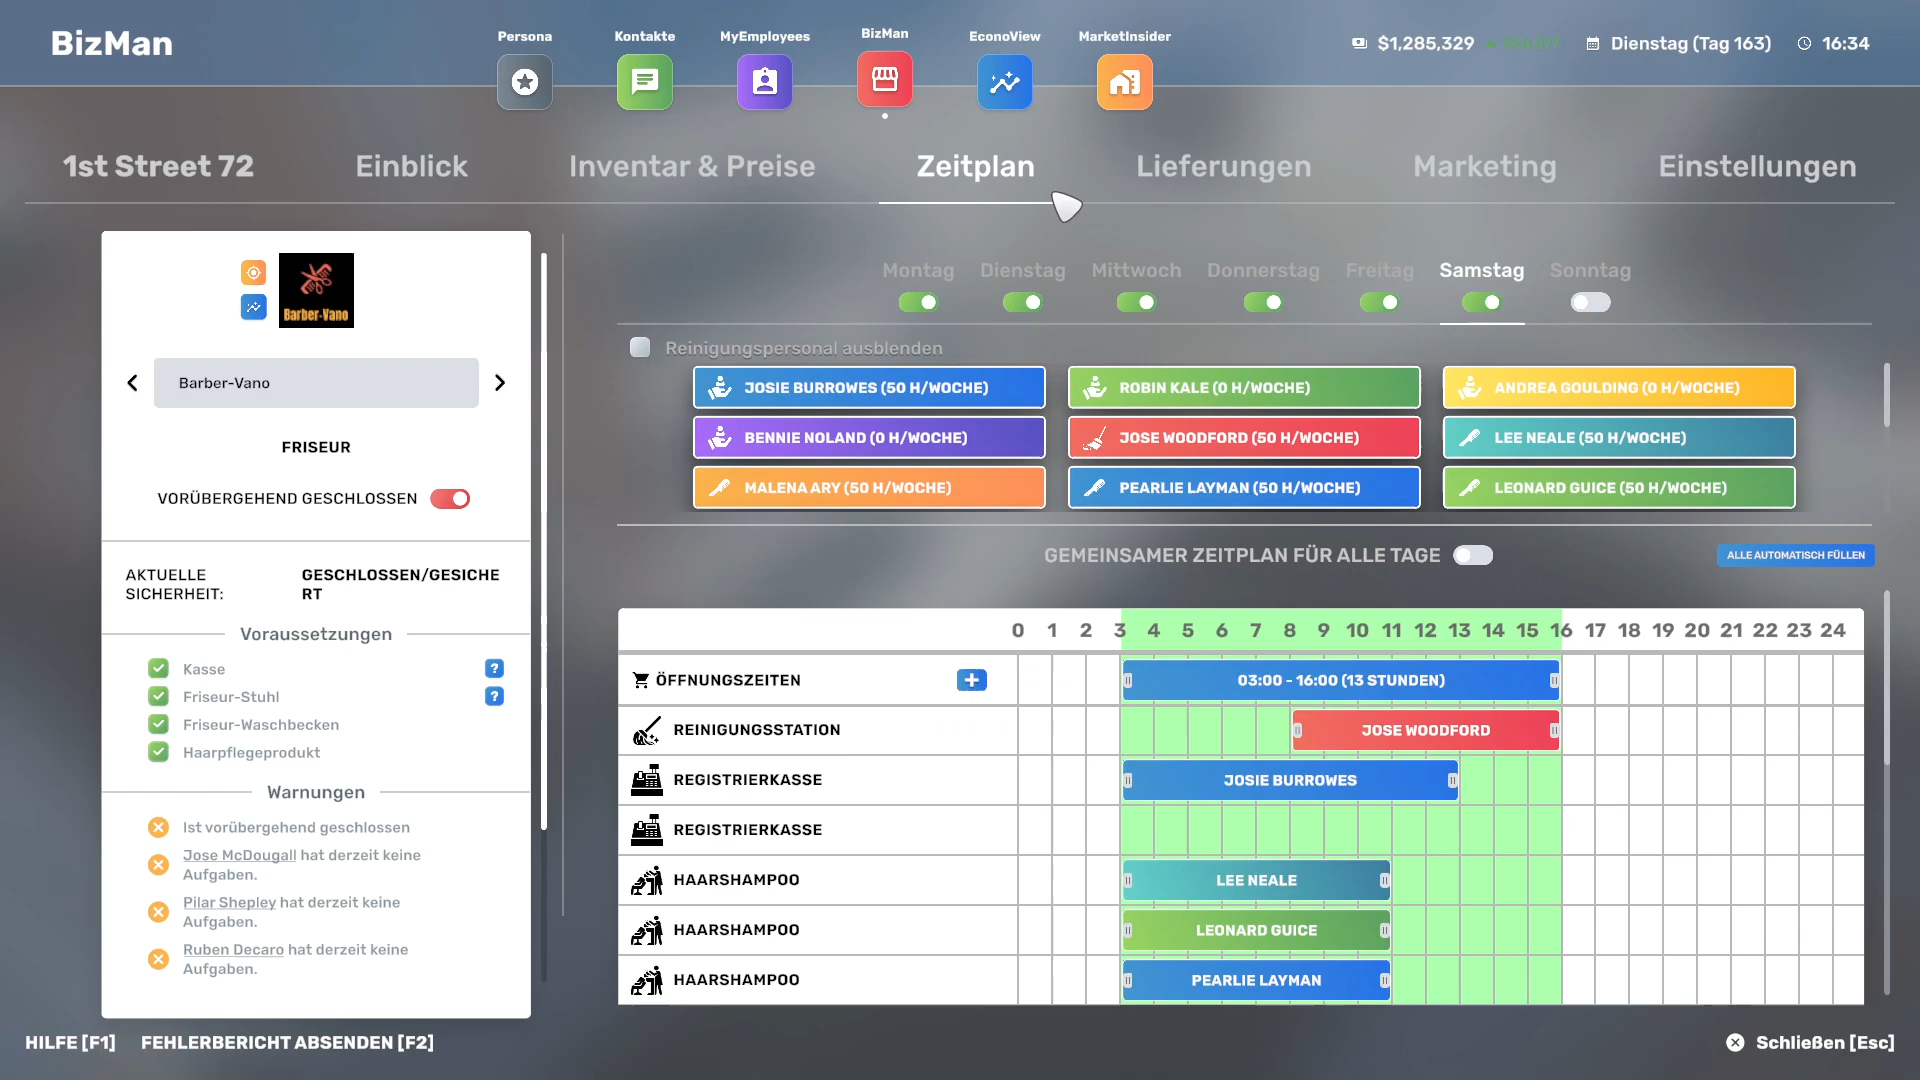 BizMan
Persona
Kontakte
MyEmployees
BizMan
EconoView
MarketInsider
$1,285,329
Dienstag (Tag 163)
16:34
1st Street 72
Einblick
Inventar & Preise
Zeitplan
Lieferungen
Marketing
Einstellungen
Barber-Vano
Barber-Vano
FRISEUR
VORÜBERGEHEND GESCHLOSSEN
AKTUELLE SICHERHEIT:
GESCHLOSSEN/GESICHE
RT
Voraussetzungen
Kasse
?
Friseur-Stuhl
?
Friseur-Waschbecken
Haarpflegeprodukt
Warnungen
Ist vorübergehend geschlossen
Jose McDougall hat derzeit keine
Aufgaben.
Pilar Shepley hat derzeit keine
Aufgaben.
Ruben Decaro hat derzeit keine
Aufgaben.
Montag
Dienstag
Mittwoch
Donnerstag
Freitag
Samstag
Sonntag
Reinigungspersonal ausblenden
JOSIE BURROWES (50 H/WOCHE)
ROBIN KALE (0 H/WOCHE)
ANDREA GOULDING (0 H/WOCHE)
BENNIE NOLAND (0 H/WOCHE)
JOSE WOODFORD (50 H/WOCHE)
LEE NEALE (50 H/WOCHE)
MALENA ARY (50 H/WOCHE)
PEARLIE LAYMAN (50 H/WOCHE)
LEONARD GUICE (50 H/WOCHE)
GEMEINSAMER ZEITPLAN FÜR ALLE TAGE
ALLE AUTOMATISCH FÜLLEN
0 1 2 3 4 5 6 7 8 9 10 11 12 13 14 15 16 17 18 19 20 21 22 23 24
ÖFFNUNGSZEITEN
03:00 - 16:00 (13 STUNDEN)
REINIGUNGSSTATION
JOSE WOODFORD
REGISTRIERKASSE
JOSIE BURROWES
REGISTRIERKASSE
HAARSHAMPOO
LEE NEALE
HAARSHAMPOO
LEONARD GUICE
HAARSHAMPOO
PEARLIE LAYMAN
HILFE [F1]
FEHLERBERICHT ABSENDEN [F2]
Schließen [Esc]